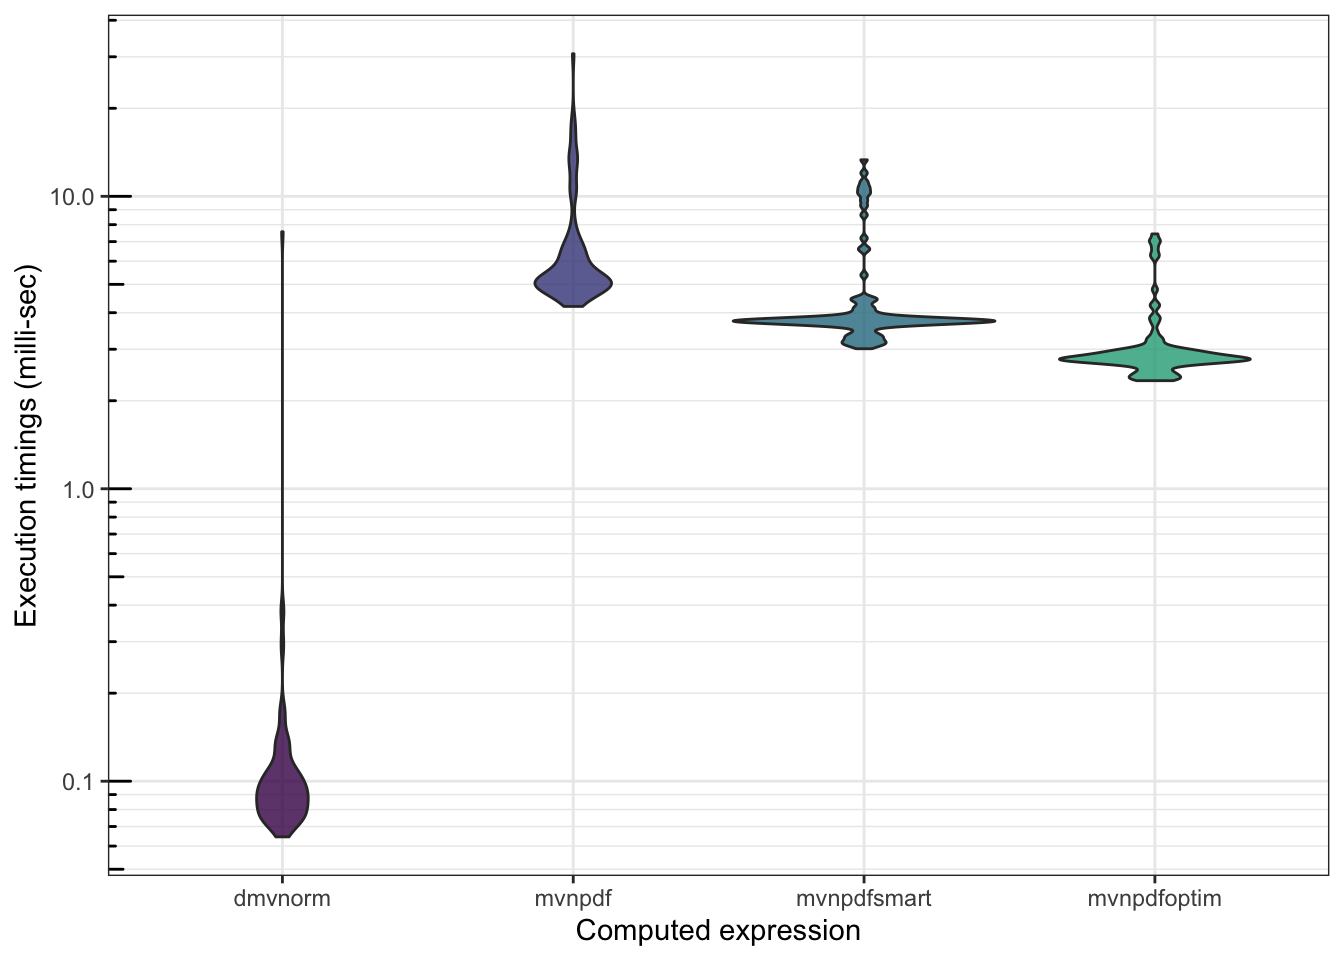 Execution timings (milli-sec)
10.0
1.0
0.1
dmvnorm mvnpdf mvnpdfsmart mvnpdfoptim
Computed expression